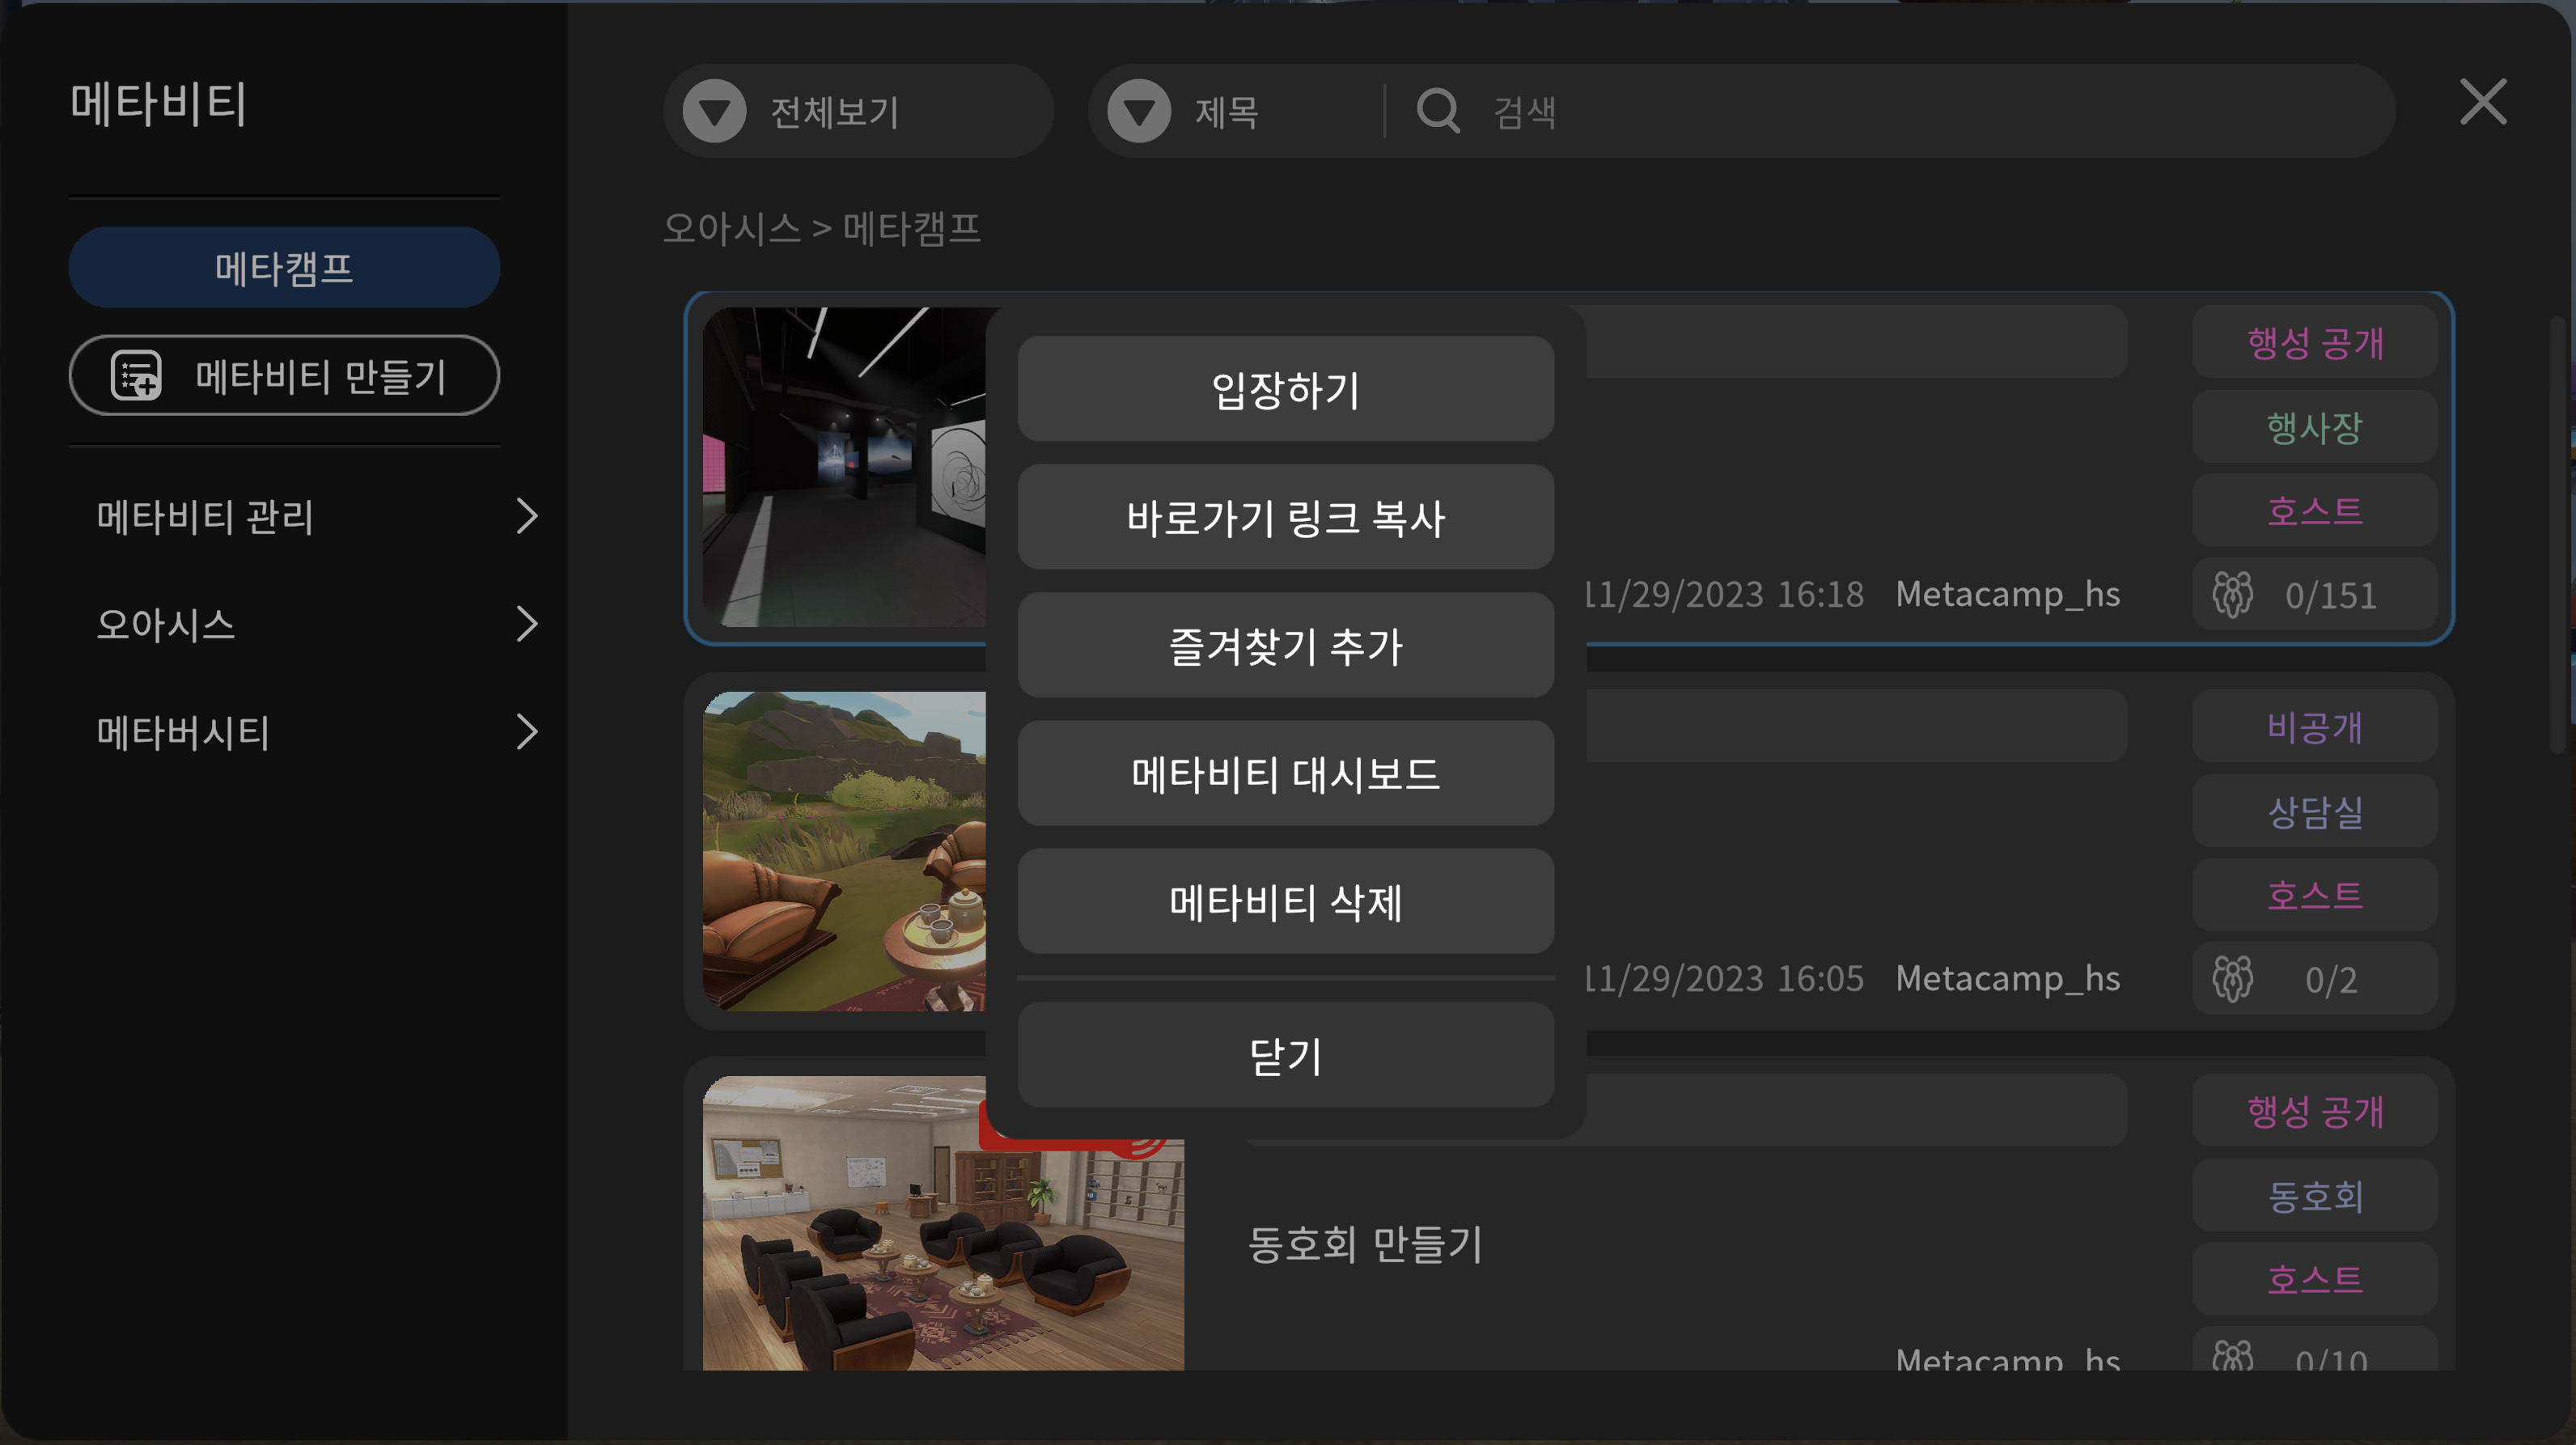 메타비티
메타캠프
메타비티 만들기
메타비티 관리
오아시스
메타버시티
전체보기
제목
검색
오아시스 > 메타캠프
행성 공개
행사장
호스트
11/29/2023 16:18 Metacamp_hs
0/151
비공개
상담실
호스트
11/29/2023 16:05 Metacamp_hs
0/2
행성 공개
동호회
호스트
동호회 만들기
Metacamp_hs
0/10
입장하기
바로가기 링크 복사
즐겨찾기 추가
메타비티 대시보드
메타비티 삭제
닫기